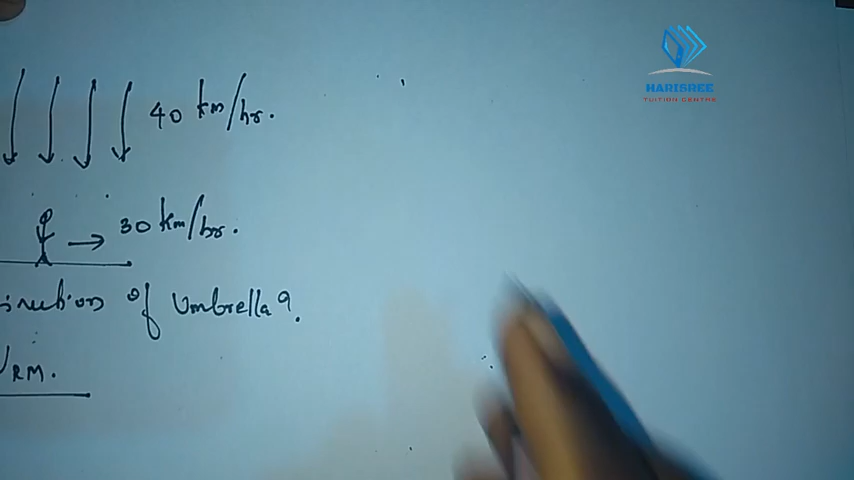 40 km/hr.
30 km/hr.
of Umbrella?
RM.
HARISREE
TUITION CENTRE